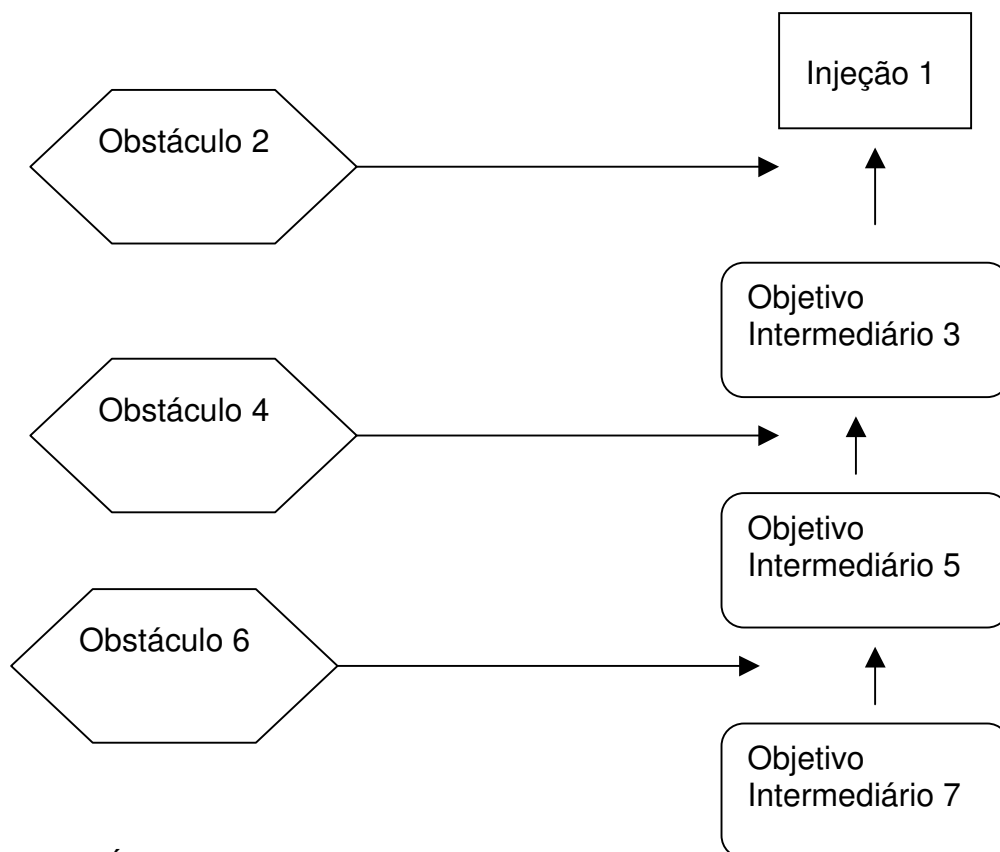 Injeção 1
Obstáculo 2
Objetivo
Intermediário 3
Obstáculo 4
Objetivo
Intermediário 5
Obstáculo 6
Objetivo
Intermediário 7